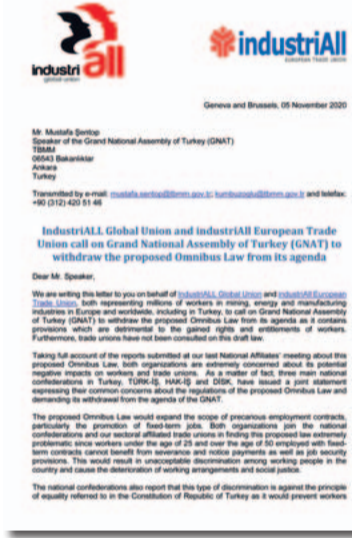 industri all
global union
industriAll
EUROPEAN TRADE UNION
Geneva and Brussels, 05 November 2020
Mr. Mustafa Şentop
Speaker of the Grand National Assembly of Turkey (GNAT)
TBMM
06543 Bakanlıklar
Ankara
Turkey
Transmitted by e-mail: mustafa.sentop@tbmm.gov.tr; and telefax:
+90 (312) 420 51 46
IndustriALL Global Union and industriAll European Trade
Union call on Grand National Assembly of Turkey (GNAT) to
withdraw the proposed Omnibus Law from its agenda
Dear Mr. Speaker,
We are writing this letter to you on behalf of IndustriALL Global Union and industriAll European
Trade Union, both representing millions of workers in mining, energy and manufacturing
industries in Europe and worldwide, including in Turkey, to call on Grand National Assembly
of Turkey (GNAT) to withdraw the proposed Omnibus Law from its agenda as it contains
provisions which are detrimental to the gained rights and entitlements of workers.
Furthermore, trade unions have not been consulted on this draft law.
Taking full account of the reports submitted at our last National Affiliates' meeting about this
proposed Omnibus Law, both organizations are extremely concerned about its potential
negative impacts on workers and trade unions. As a matter of fact, three main national
confederations in Turkey, TÜRK-İŞ, HAK-İŞ and DİSK, have issued a joint statement
expressing their common concerns about the regulations of the proposed Omnibus Law and
demanding its withdrawal from the agenda of the GNAT.
The proposed Omnibus Law would expand the scope of precarious employment contracts,
particularly the promotion of fixed-term jobs. Both organizations join the national
confederations and our sectoral affiliated trade unions in finding this proposed law extremely
problematic since workers under the age of 25 and over the age of 50 employed with fixed-
term contracts cannot benefit from severance and notice payments as well as job security
provisions. This would result in unacceptable discrimination among working people in the
country and cause the deterioration of working arrangements and social justice.
The national confederations also report that this type of discrimination is against the principle
of equality referred to in the Constitution of Republic of Turkey as it would prevent workers